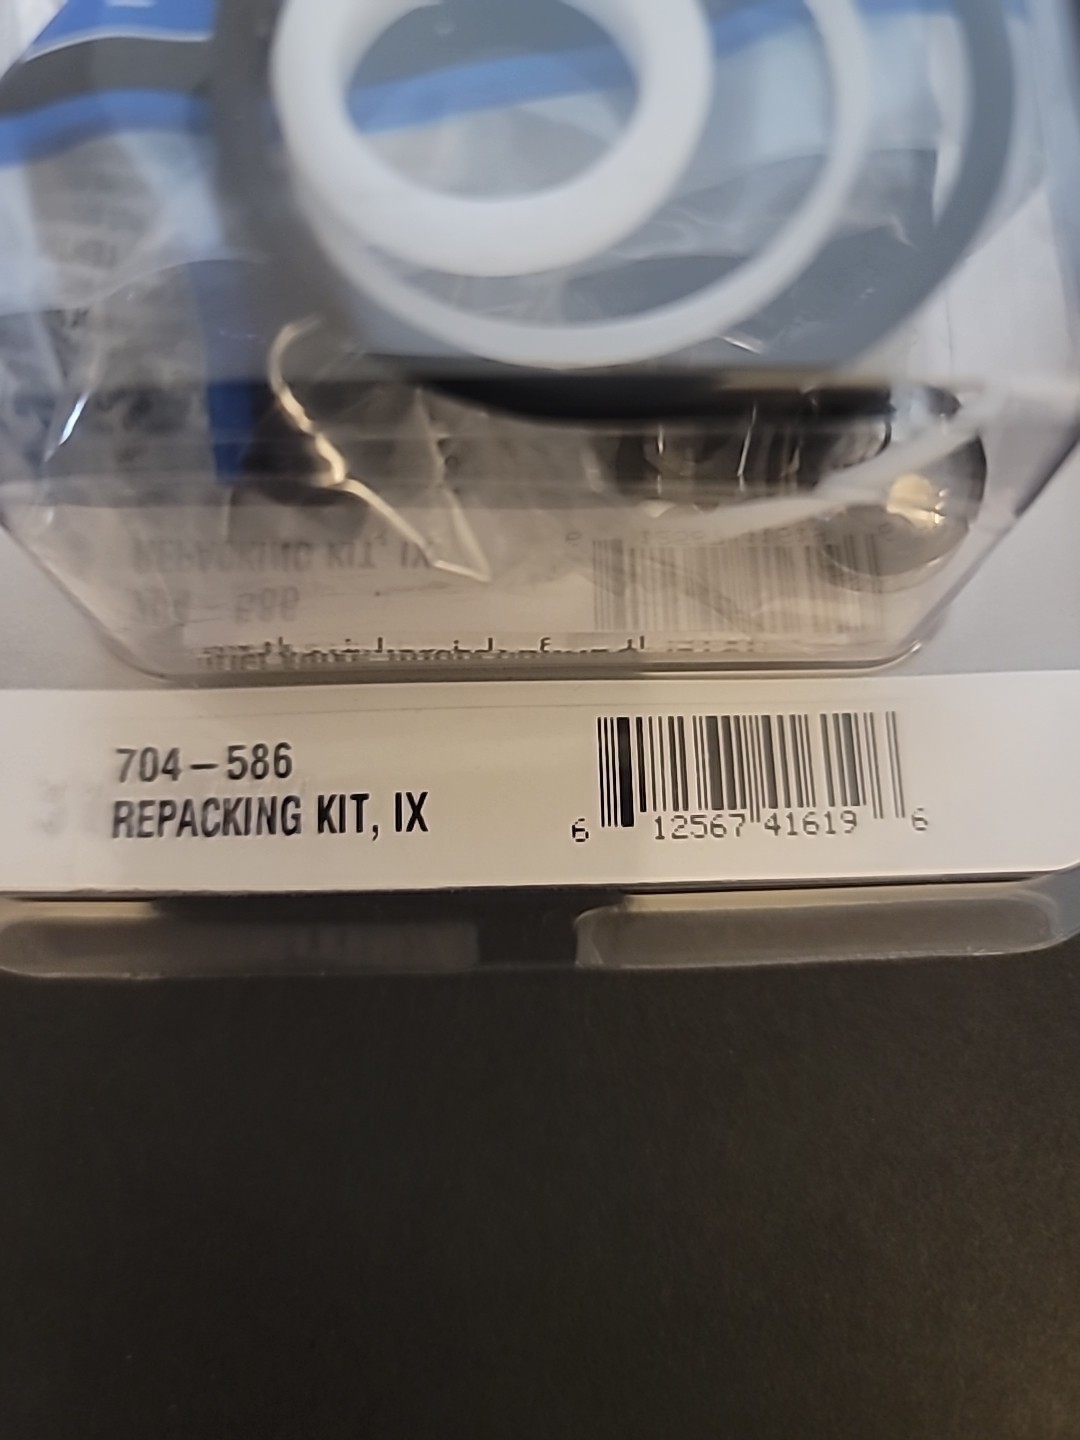 704-586
REPACKING KIT, IX
6 12567 41619 6